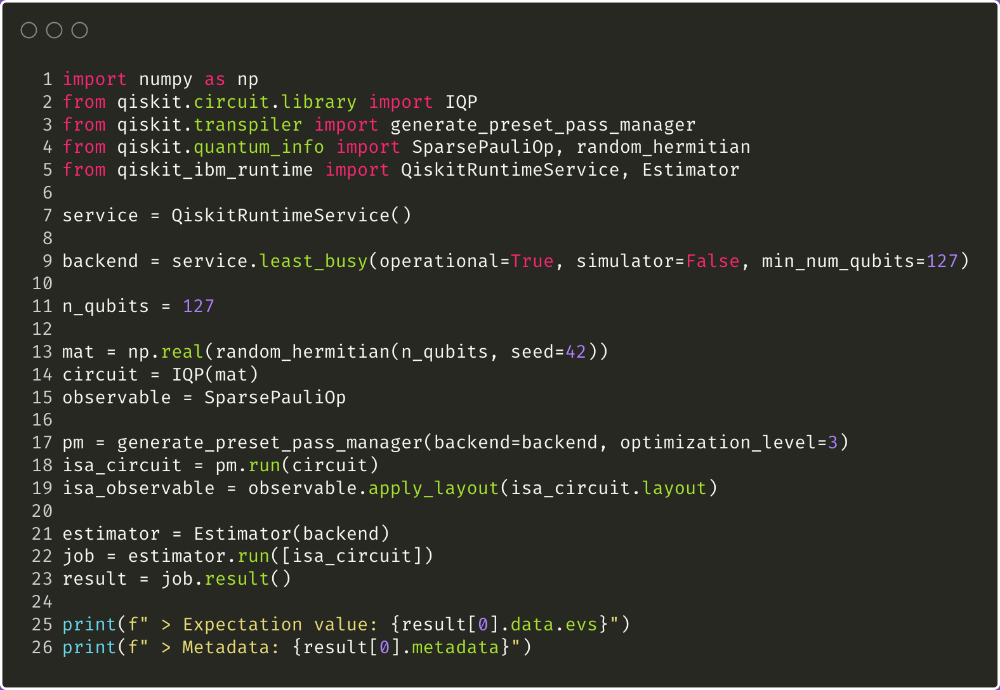 1 import numpy as np
2 from qiskit.circuit.library import IQP
3 from qiskit.transpiler import generate_preset_pass_manager
4 from qiskit.quantum_info import SparsePauliOp, random_hermitian
5 from qiskit_ibm_runtime import QiskitRuntimeService, Estimator
6
7 service = QiskitRuntimeService()
8
9 backend = service.least_busy(operational=True, simulator=False, min_num_qubits=127)
10
11 n_qubits = 127
12
13 mat = np.real(random_hermitian(n_qubits, seed=42))
14 circuit = IQP(mat)
15 observable = SparsePauliOp
16
17 pm = generate_preset_pass_manager(backend=backend, optimization_level=3)
18 isa_circuit = pm.run(circuit)
19 isa_observable = observable.apply_layout(isa_circuit.layout)
20
21 estimator = Estimator(backend)
22 job = estimator.run([isa_circuit])
23 result = job.result()
24
25 print(f" > Expectation value: {result[0].data.evs}")
26 print(f" > Metadata: {result[0].metadata}")